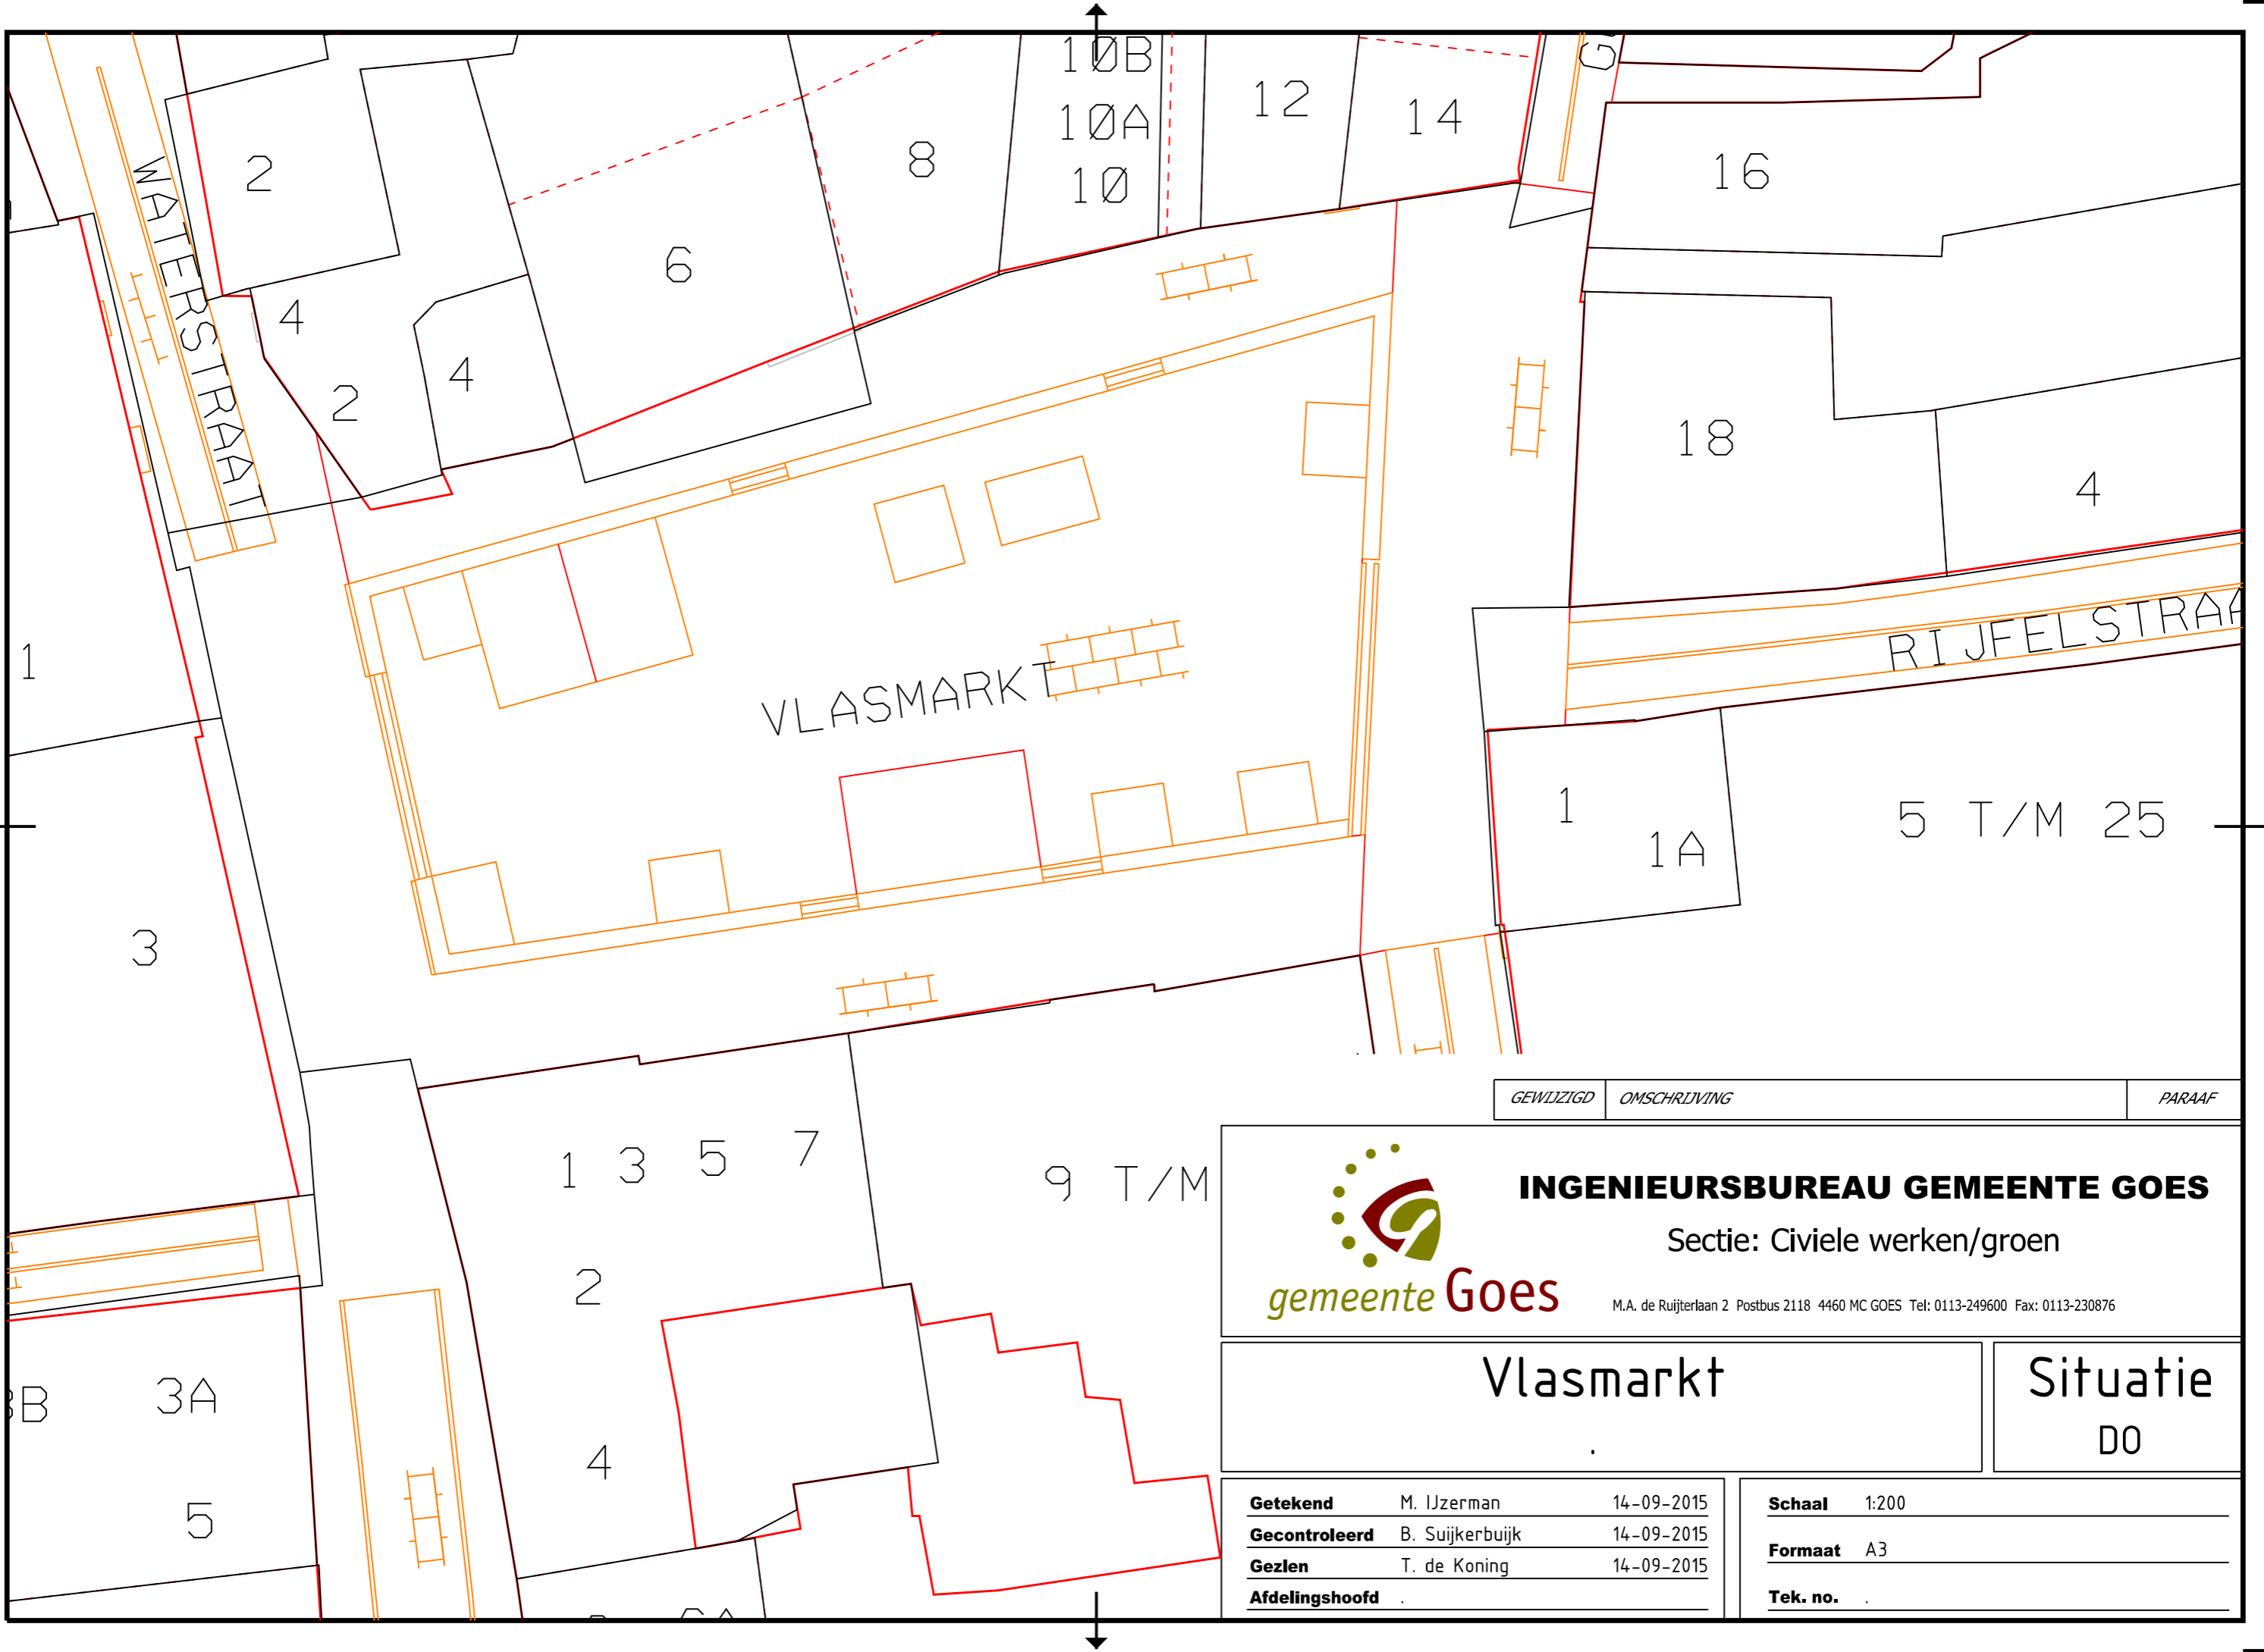 10B
10A
10
12
14
16
2
8
6
WATERSTRAAT
4
4
2
18
4
1
RIJFELSTRAA
VLASMARKT
1
1A
5 T/M 25
3
GEWIJZIGD OMSCHRIJVING PARAAF
1 3 5 7
9 T/M
INGENIEURSBUREAU GEMEENTE GOES
Sectie: Civiele werken/groen
gemeente Goes
M.A. de Ruijterlaan 2 Postbus 2118 4460 MC GOES Tel: 0113-249600 Fax: 0113-230876
2
Vlasmarkt
.
Situatie
DO
3A
4
5
Getekend M. IJzerman 14-09-2015
Gecontroleerd B. Suijkerbuijk 14-09-2015
Gezien T. de Koning 14-09-2015
Afdelingshoofd .
Schaal 1:200
Formaat A3
Tek. no. .